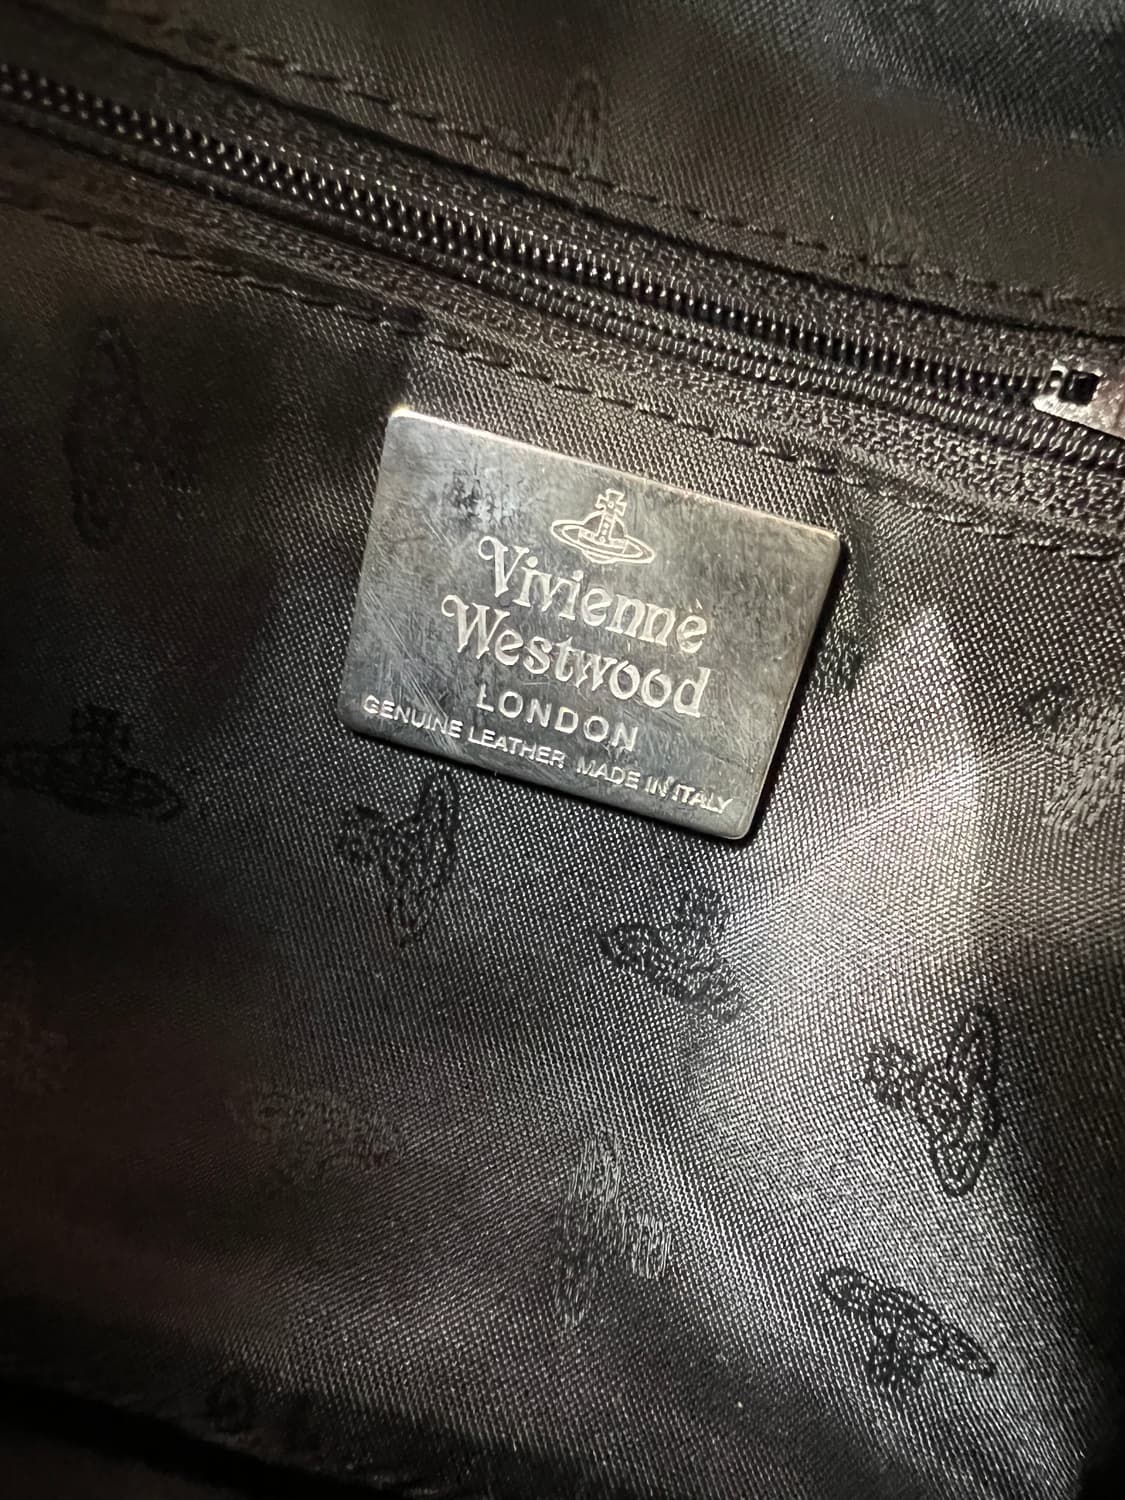 Vivienne
Westwood
LONDON
GENUINE LEATHER MADE IN ITALY